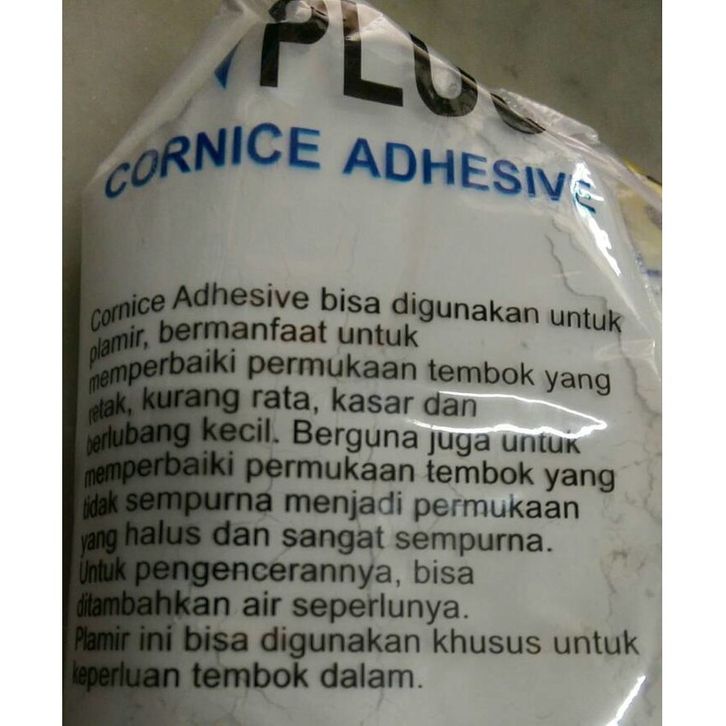 PLUS
CORNICE ADHESIVE
Cornice Adhesive bisa digunakan untuk
plamir, bermanfaat untuk
memperbaiki permukaan tembok yang
retak, kurang rata, kasar dan
berlubang kecil. Berguna juga untuk
memperbaiki permukaan tembok yang
tidak sempurna menjadi permukaan
yang halus dan sangat sempurna.
Untuk pengencerannya, bisa
ditambahkan air seperlunya.
Plamir ini bisa digunakan khusus untuk
keperluan tembok dalam.